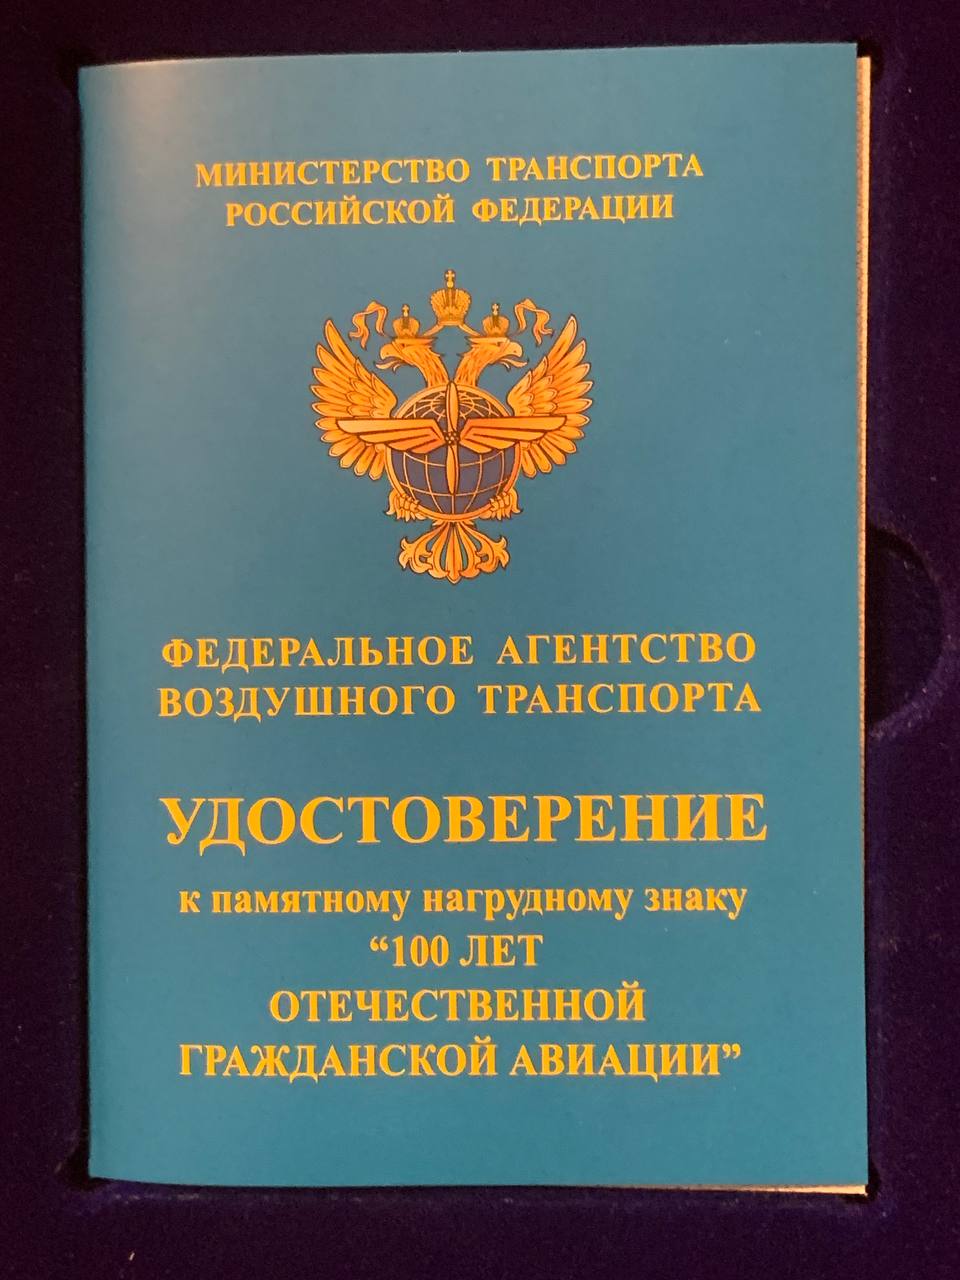 МИНИСТЕРСТВО ТРАНСПОРТА
РОССИЙСКОЙ ФЕДЕРАЦИИ
ФЕДЕРАЛЬНОЕ АГЕНТСТВО
ВОЗДУШНОГО ТРАНСПОРТА
УДОСТОВЕРЕНИЕ
к памятному нагрудному знаку
“100 ЛЕТ
ОТЕЧЕСТВЕННОЙ
ГРАЖДАНСКОЙ АВИАЦИИ”